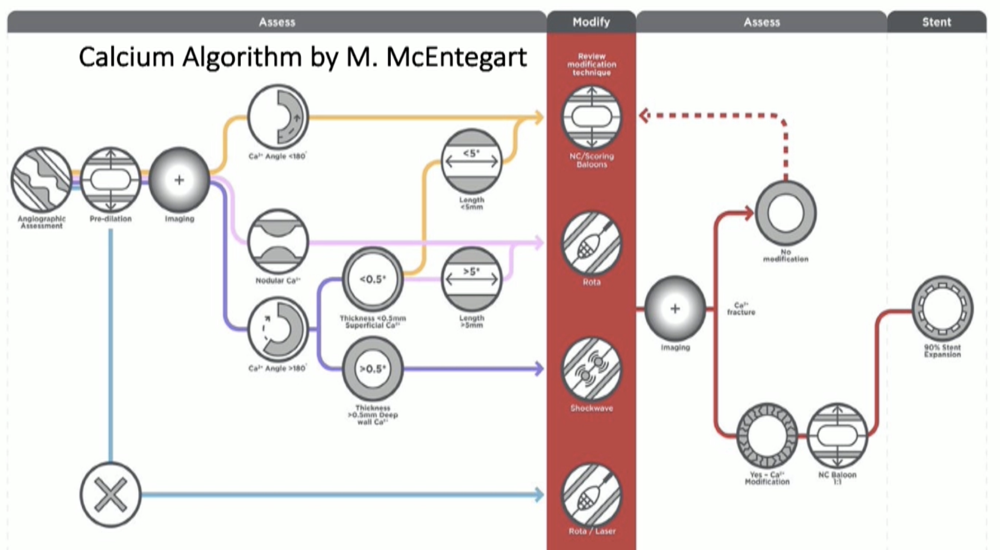 Assess
Modify
Assess
Stent
Calcium Algorithm by M. McEntegart
Review
modification
technique
Ca²⁺ Angle <180°
<5*
Length
<5mm
NC/Scoring
Baloons
Angiographic
Assessment
Pre-dilation
+
Imaging
Nodular Ca²⁺
<0.5*
Thickness <0.5mm
Superficial Ca²⁺
>5*
Length
>5mm
Rota
No
modification
Ca²⁺ Angle >180°
>0.5*
Thickness
>0.5mm Deep
wall Ca²⁺
Shockwave
+
Imaging
Ca²⁺
fracture
90% Stent
Expansion
Yes - Ca²⁺
Modification
NC Baloon
1:1
Rota / Laser